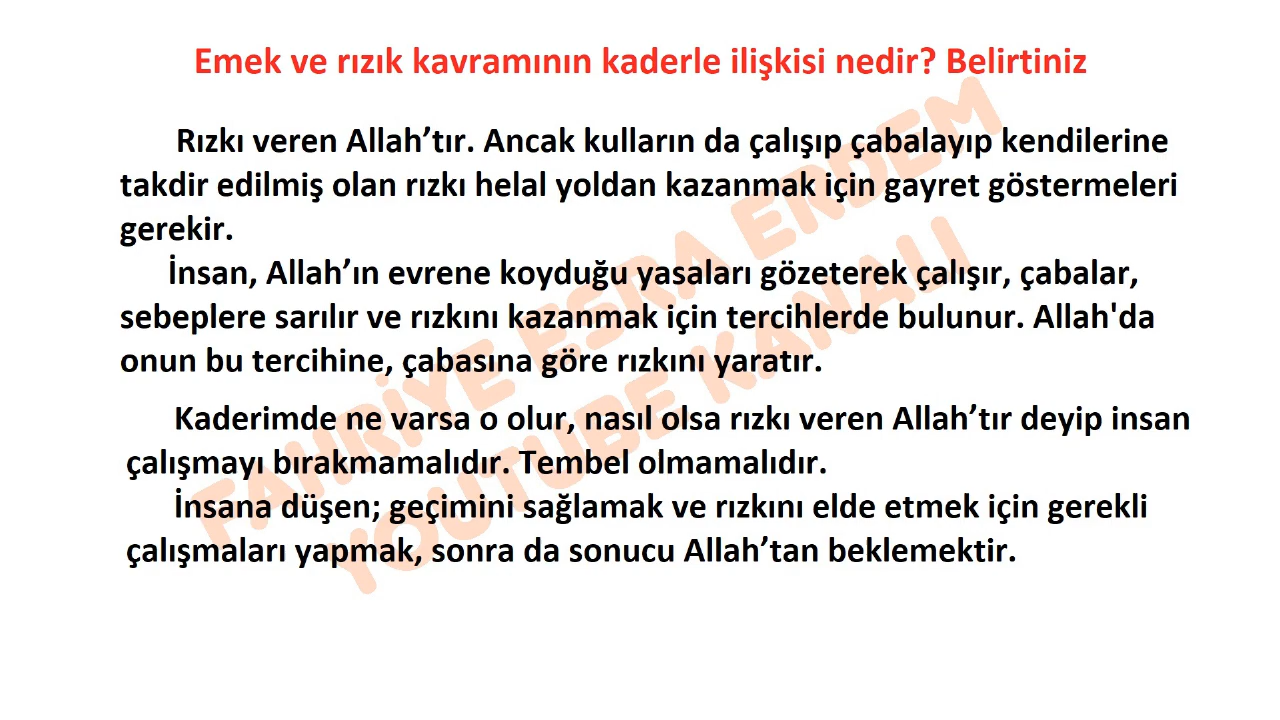 Emek ve rızık kavramının kaderle ilişkisi nedir? Belirtiniz
Rızkı veren Allah’tır. Ancak kulların da çalışıp çabalayıp kendilerine
takdir edilmiş olan rızkı helal yoldan kazanmak için gayret göstermeleri
gerekir.
İnsan, Allah’ın evrene koyduğu yasaları gözeterek çalışır, çabalar,
sebeplere sarılır ve rızkını kazanmak için tercihlerde bulunur. Allah'da
onun bu tercihine, çabasına göre rızkını yaratır.
Kaderimde ne varsa o olur, nasıl olsa rızkı veren Allah’tır deyip insan
çalışmayı bırakmamalıdır. Tembel olmamalıdır.
İnsana düşen; geçimini sağlamak ve rızkını elde etmek için gerekli
çalışmaları yapmak, sonra da sonucu Allah’tan beklemektir.
FAHRİYE ESRA ERDEM
YOUTUBE KANALI